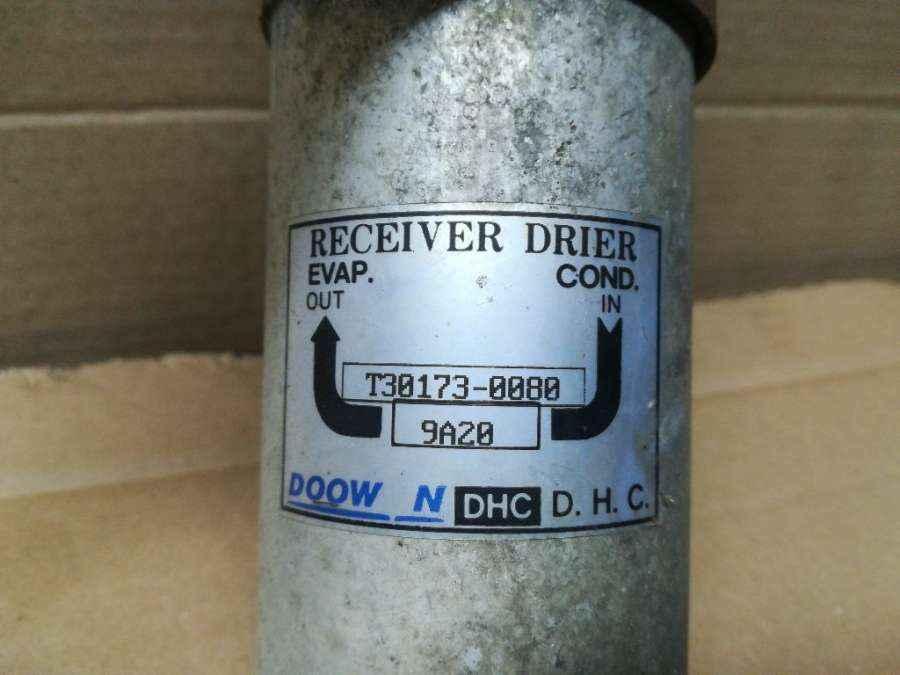 RECEIVER DRIER
EVAP. COND.
OUT IN
T30173-0080
9A20
DOOW N DHC D. H. C.